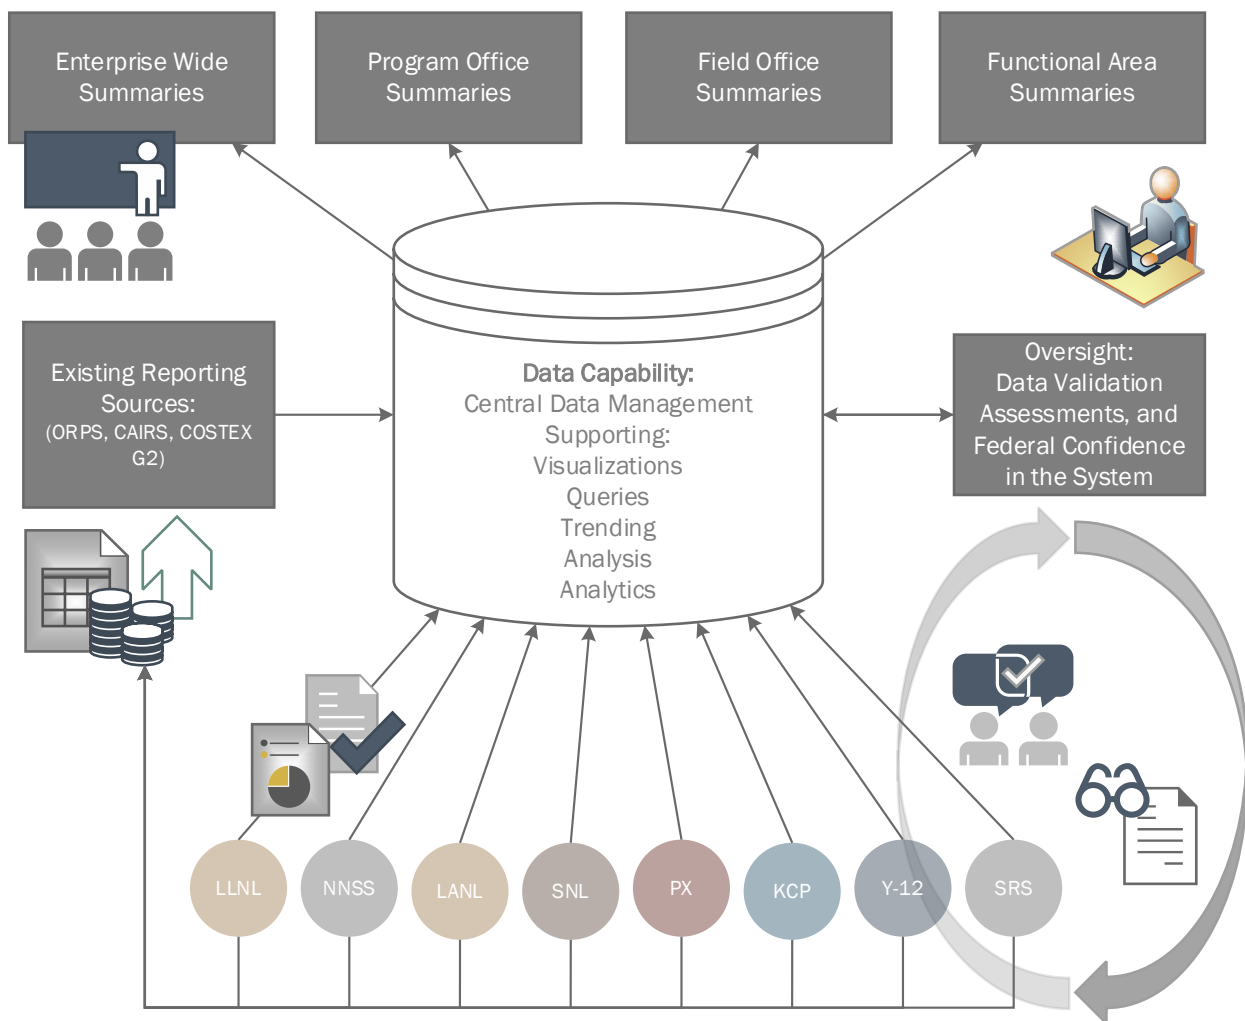 Enterprise Wide
Summaries
Program Office
Summaries
Field Office
Summaries
Functional Area
Summaries
Existing Reporting
Sources:
(ORPS, CAIRS, COSTEX
G2)
Data Capability:
Central Data Management
Supporting:
Visualizations
Queries
Trending
Analysis
Analytics
Oversight:
Data Validation
Assessments, and
Federal Confidence
in the System
LLNL
NNSS
LANL
SNL
PX
KCP
Y-12
SRS